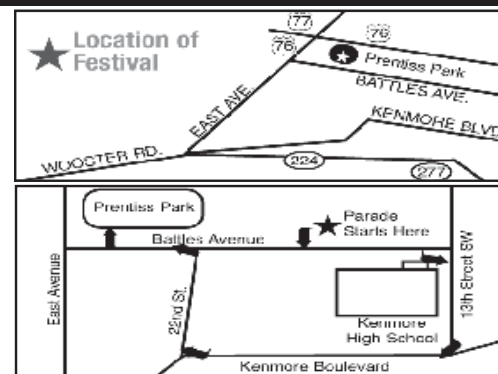 Location of
Festival
77
76
76
Prentiss Park
BATTLES AVE.
EAST AVE.
KENMORE BLVD
WOOSTER RD.
224
277
Prentiss Park
Parade
Starts Here
Battles Avenue
East Avenue
22nd St.
13th Street SW
Kenmore
High School
Kenmore Boulevard